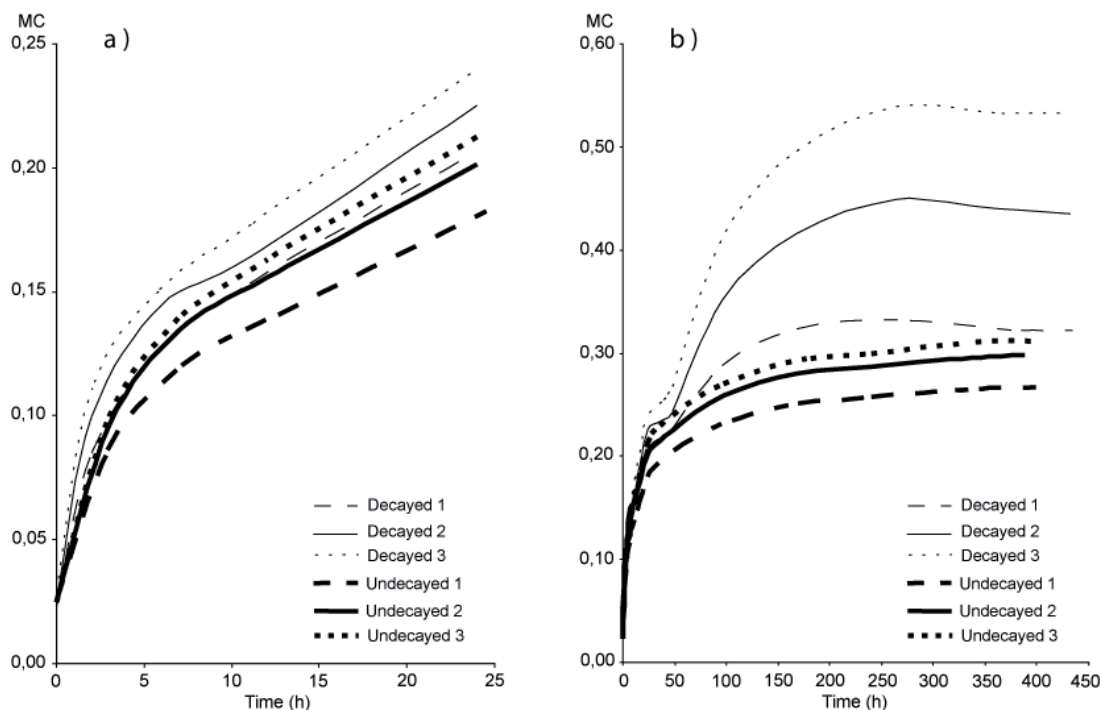 MC
a )
0,25
0,20
0,15
0,10
0,05
0,00
0
5
10
15
20
25
Time (h)
Decayed 1
Decayed 2
Decayed 3
Undecayed 1
Undecayed 2
Undecayed 3
MC
b )
0,60
0,50
0,40
0,30
0,20
0,10
0,00
0
50
100
150
200
250
300
350
400
450
Time (h)
Decayed 1
Decayed 2
Decayed 3
Undecayed 1
Undecayed 2
Undecayed 3